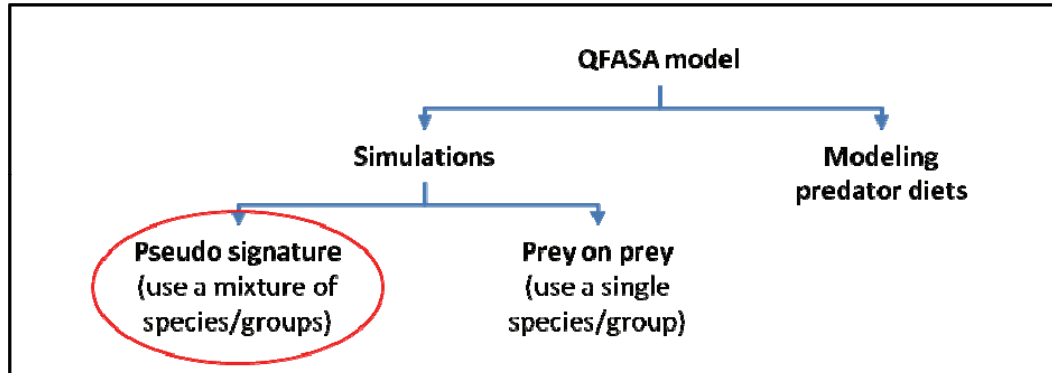 QFASA model
Simulations
Modeling
predator diets
Pseudo signature
(use a mixture of
species/groups)
Prey on prey
(use a single
species/group)